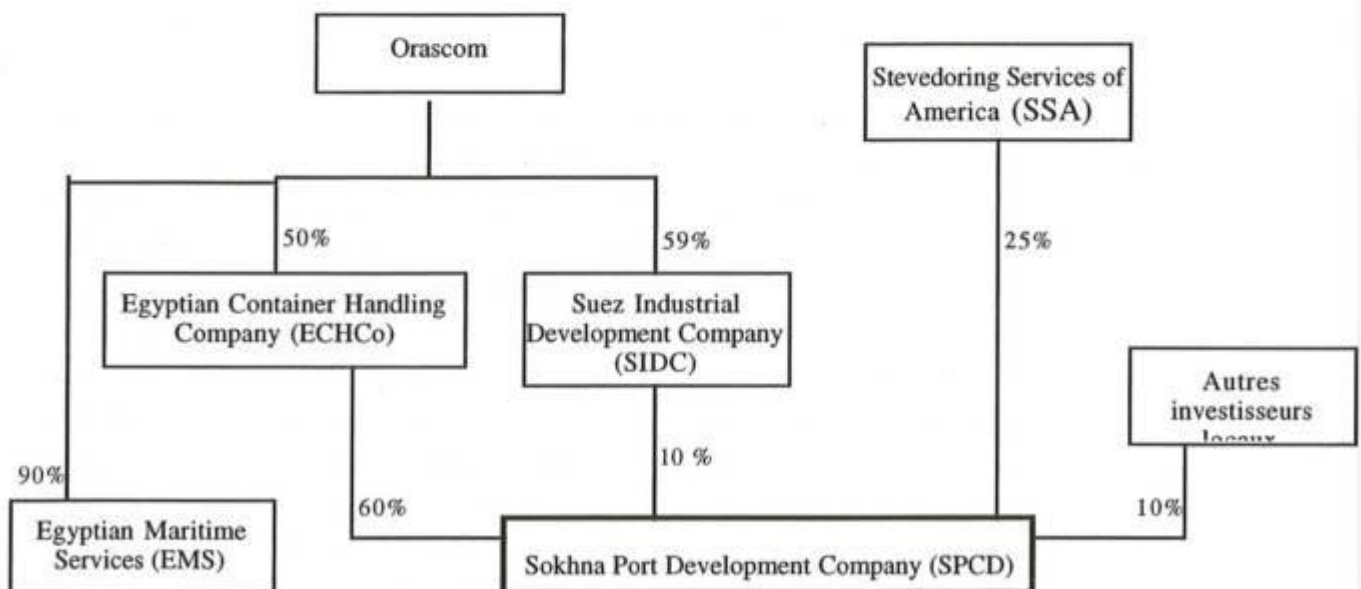 Orascom
Stevedoring Services of
America (SSA)
50%
59%
25%
Egyptian Container Handling
Company (ECHCo)
Suez Industrial
Development Company
(SIDC)
Autres
investisseurs
locaux
90%
60%
10 %
10%
Egyptian Maritime
Services (EMS)
Sokhna Port Development Company (SPCD)